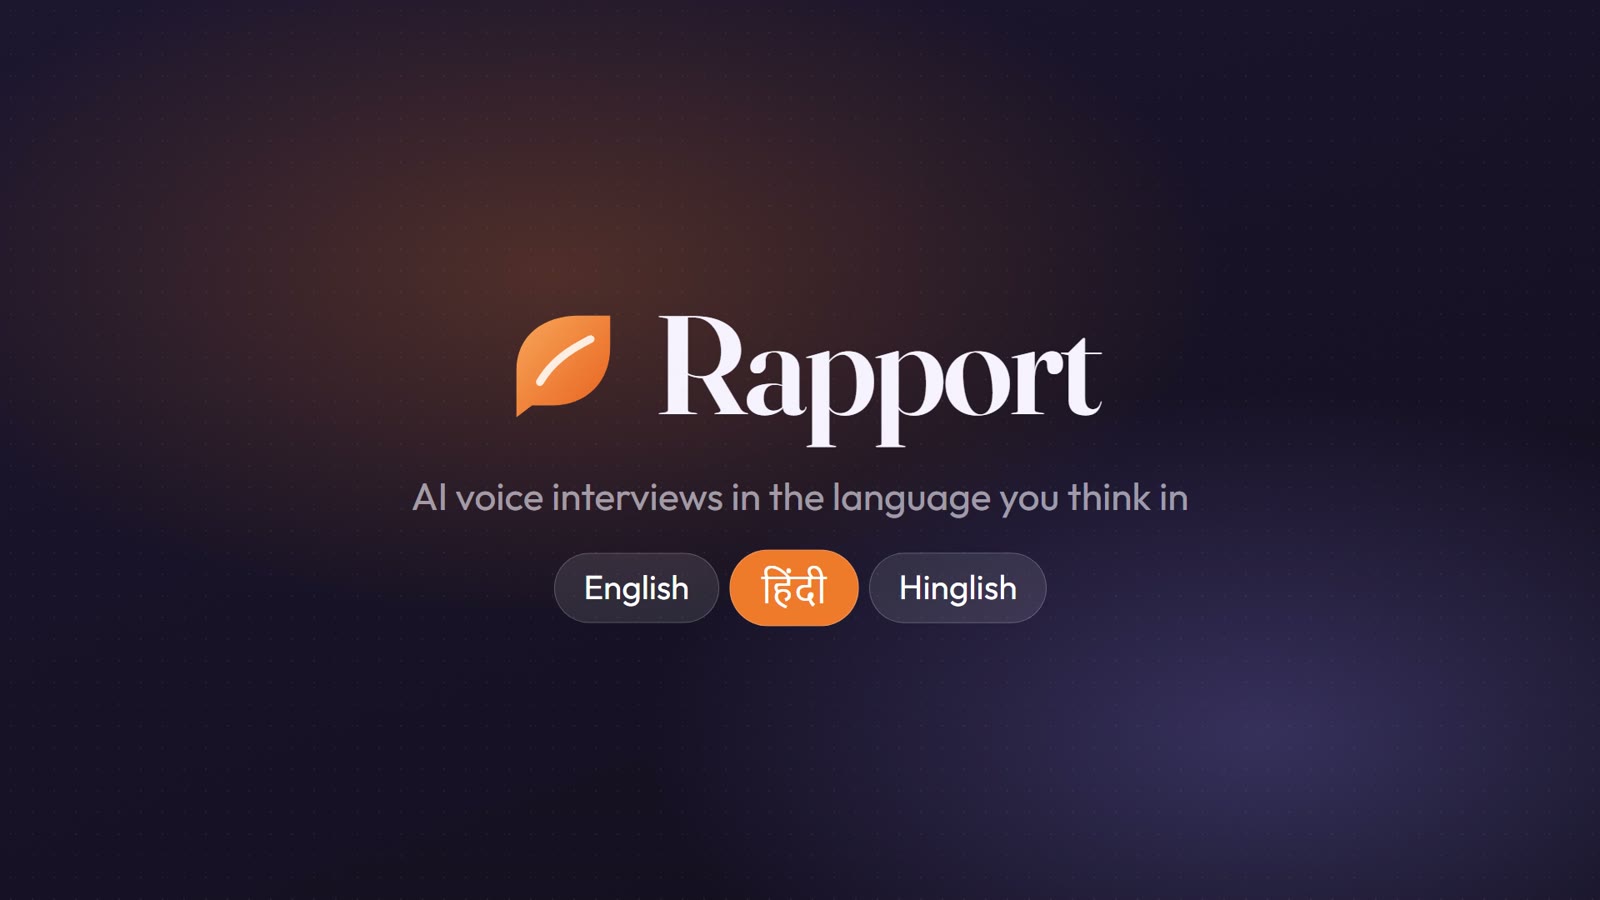 Rapport
AI voice interviews in the language you think in
English हिंदी Hinglish